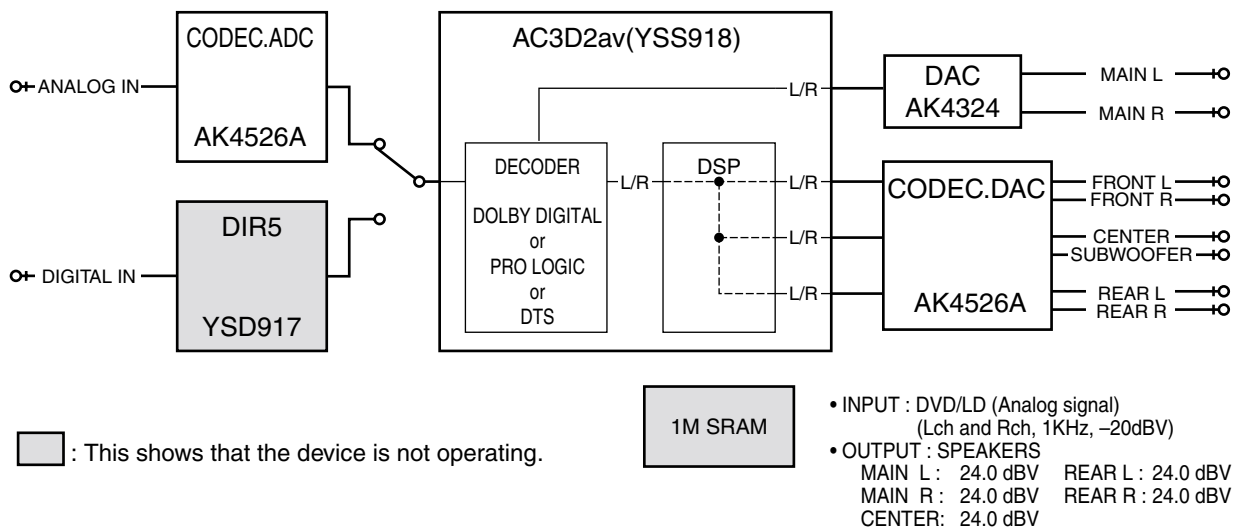 CODEC.ADC
AK4526A
ANALOG IN
DIR5
YSD917
DIGITAL IN
AC3D2av(YSS918)
DECODER
DOLBY DIGITAL
or
PRO LOGIC
or
DTS
L/R
L/R
DSP
L/R
L/R
L/R
DAC
AK4324
MAIN L
MAIN R
CODEC.DAC
AK4526A
FRONT L
FRONT R
CENTER
SUBWOOFER
REAR L
REAR R
: This shows that the device is not operating.
1M SRAM
• INPUT : DVD/LD (Analog signal)
(Lch and Rch, 1KHz, –20dBV)
• OUTPUT : SPEAKERS
MAIN L : 24.0 dBV REAR L : 24.0 dBV
MAIN R : 24.0 dBV REAR R : 24.0 dBV
CENTER: 24.0 dBV